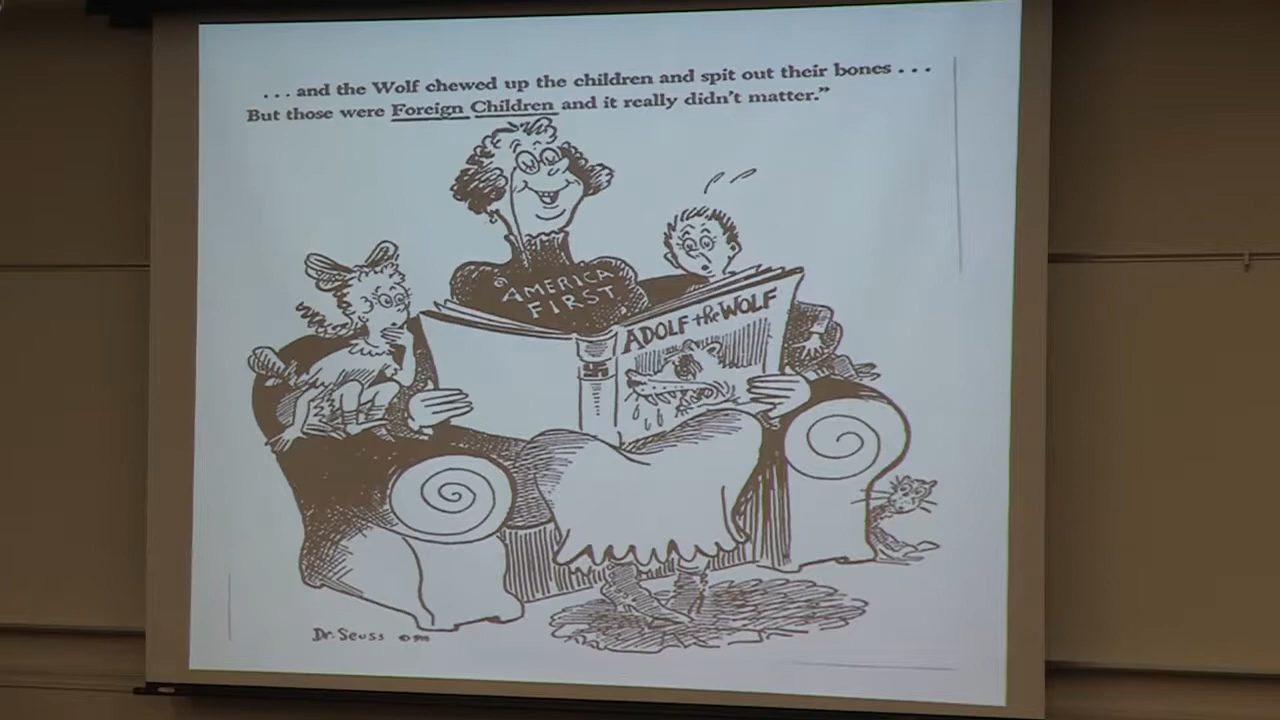 . . . and the Wolf chewed up the children and spit out their bones . . .
But those were Foreign Children and it really didn't matter."
AMERICA
FIRST
ADOLF the WOLF
Dr. Seuss